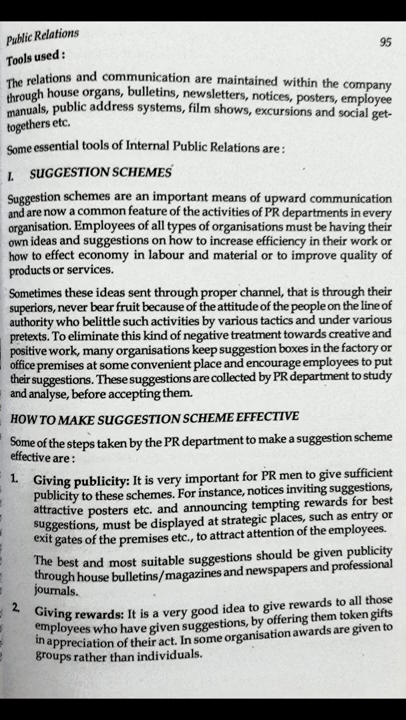 Public Relations
95
Tools used :
The relations and communication are maintained within the company
through house organs, bulletins, newsletters, notices, posters, employee
manuals, public address systems, film shows, excursions and social get-
togethers etc.
Some essential tools of Internal Public Relations are :
I. SUGGESTION SCHEMES
Suggestion schemes are an important means of upward communication
and are now a common feature of the activities of PR departments in every
organisation. Employees of all types of organisations must be having their
own ideas and suggestions on how to increase efficiency in their work or
how to effect economy in labour and material or to improve quality of
products or services.
Sometimes these ideas sent through proper channel, that is through their
superiors, never bear fruit because of the attitude of the people on the line of
authority who belittle such activities by various tactics and under various
pretexts. To eliminate this kind of negative treatment towards creative and
positive work, many organisations keep suggestion boxes in the factory or
office premises at some convenient place and encourage employees to put
their suggestions. These suggestions are collected by PR department to study
and analyse, before accepting them.
HOW TO MAKE SUGGESTION SCHEME EFFECTIVE
Some of the steps taken by the PR department to make a suggestion scheme
effective are :
1. Giving publicity: It is very important for PR men to give sufficient
publicity to these schemes. For instance, notices inviting suggestions,
attractive posters etc. and announcing tempting rewards for best
suggestions, must be displayed at strategic places, such as entry or
exit gates of the premises etc., to attract attention of the employees.
The best and most suitable suggestions should be given publicity
through house bulletins/magazines and newspapers and professional
journals.
2. Giving rewards: It is a very good idea to give rewards to all those
employees who have given suggestions, by offering them token gifts
in appreciation of their act. In some organisation awards are given to
groups rather than individuals.